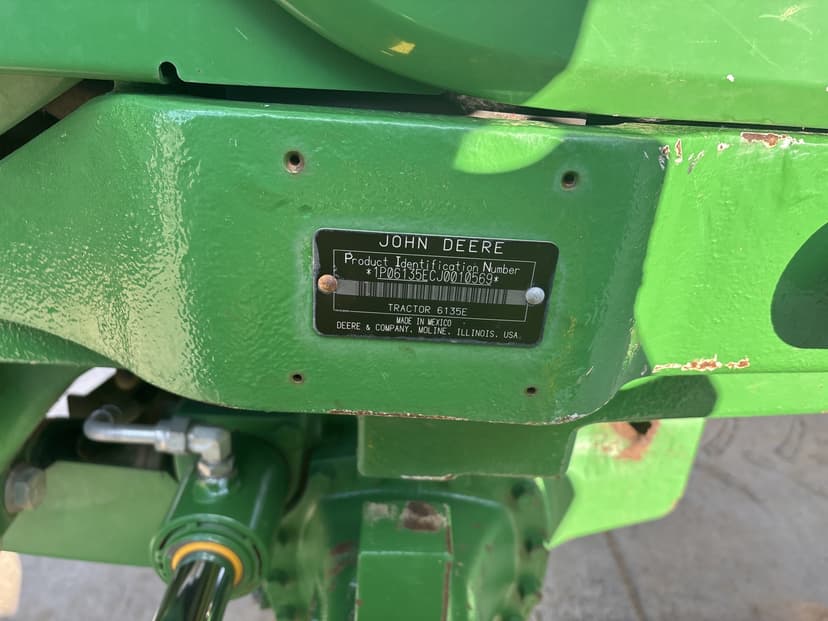 JOHN DEERE
Product Identification Number
*1P06135ECJ0010569*
TRACTOR 6135E
MADE IN MEXICO
DEERE & COMPANY, MOLINE, ILLINOIS, USA